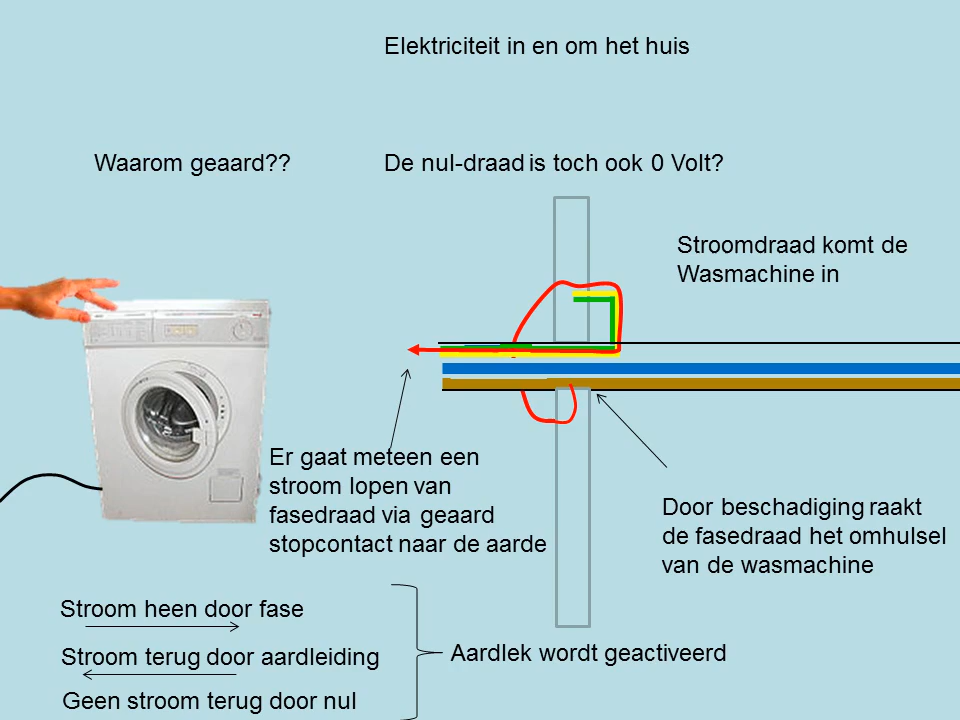 Elektriciteit in en om het huis
Waarom geaard??
De nul-draad is toch ook 0 Volt?
Stroomdraad komt de
Wasmachine in
Er gaat meteen een
stroom lopen van
fasedraad via geaard
stopcontact naar de aarde
Door beschadiging raakt
de fasedraad het omhulsel
van de wasmachine
Stroom heen door fase
Stroom terug door aardleiding
Geen stroom terug door nul
Aardlek wordt geactiveerd